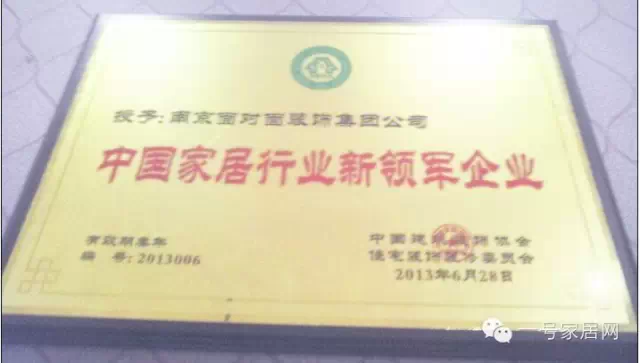 授予:南京面对面装饰集团公司
中国家居行业新领军企业
有效期叁年
编 号:2013006
中国建筑装饰协会
住宅装饰装修委员会
2013年6月28日
一号家居网